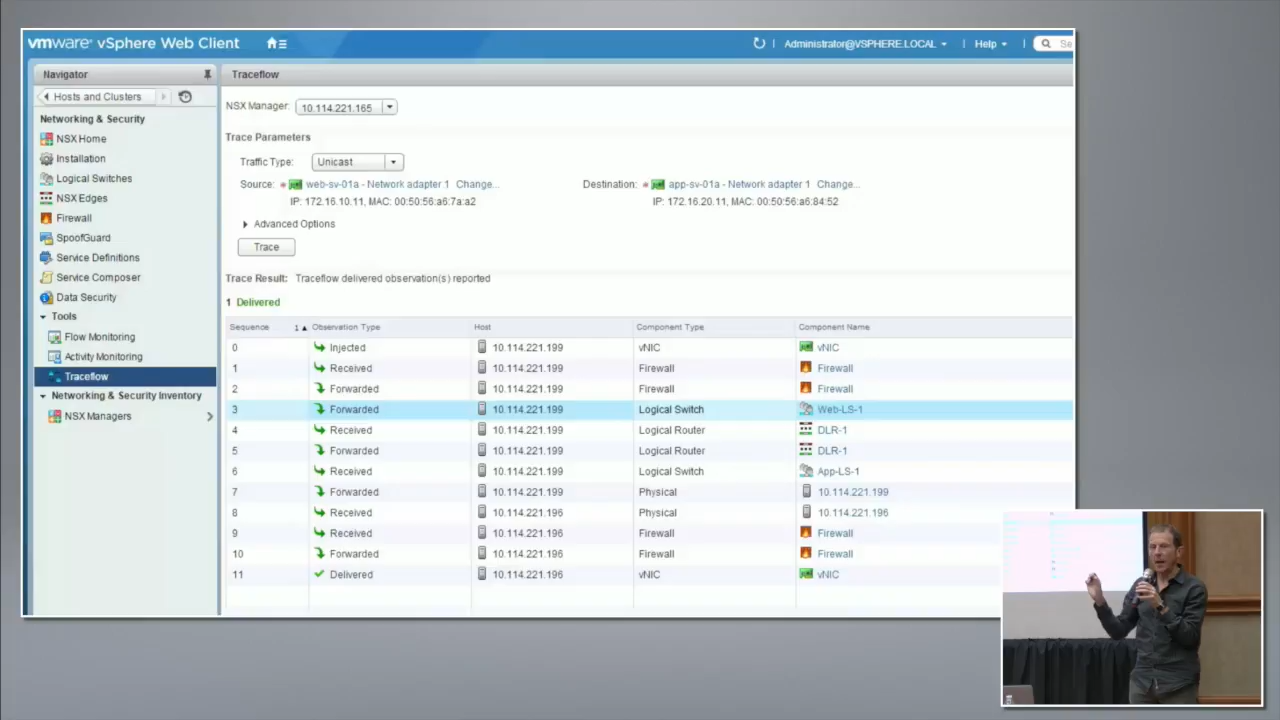 vmware® vSphere Web Client
Administrator@VSPHERE.LOCAL
Help
Se
Navigator
Hosts and Clusters
Networking & Security
NSX Home
Installation
Logical Switches
NSX Edges
Firewall
SpoofGuard
Service Definitions
Service Composer
Data Security
Tools
Flow Monitoring
Activity Monitoring
Traceflow
Networking & Security Inventory
NSX Managers
Traceflow
NSX Manager: 10.114.221.165
Trace Parameters
Traffic Type: Unicast
Source: * web-sv-01a - Network adapter 1 Change...
IP: 172.16.10.11, MAC: 00:50:56:a6:7a:a2
Destination: * app-sv-01a - Network adapter 1 Change...
IP: 172.16.20.11, MAC: 00:50:56:a6:84:52
Advanced Options
Trace
Trace Result: Traceflow delivered observation(s) reported
1 Delivered
Sequence 1 ▲ Observation Type Host Component Type Component Name
0 Injected 10.114.221.199 vNIC vNIC
1 Received 10.114.221.199 Firewall Firewall
2 Forwarded 10.114.221.199 Firewall Firewall
3 Forwarded 10.114.221.199 Logical Switch Web-LS-1
4 Received 10.114.221.199 Logical Router DLR-1
5 Forwarded 10.114.221.199 Logical Router DLR-1
6 Received 10.114.221.199 Logical Switch App-LS-1
7 Forwarded 10.114.221.199 Physical 10.114.221.199
8 Received 10.114.221.196 Physical 10.114.221.196
9 Received 10.114.221.196 Firewall Firewall
10 Forwarded 10.114.221.196 Firewall Firewall
11 Delivered 10.114.221.196 vNIC vNIC